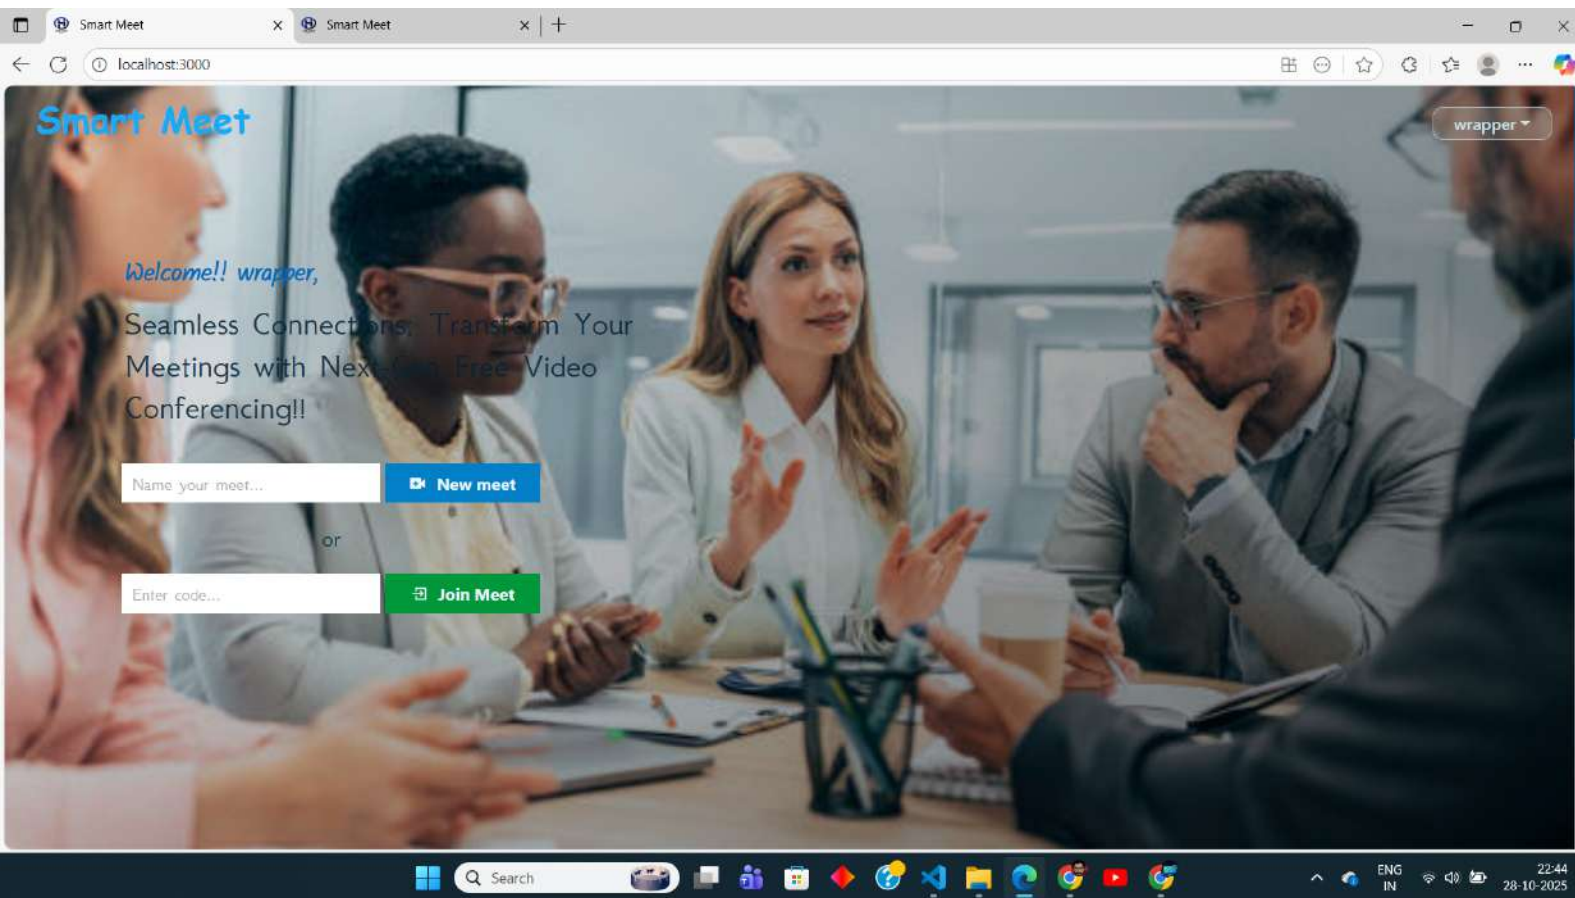 Smart Meet
Smart Meet
localhost:3000
Smart Meet
wrapper
Welcome!! wrapper,
Seamless Connections: Transform Your
Meetings with Next-Gen Free Video
Conferencing!!
Name your meet...
New meet
or
Enter code...
Join Meet
Search
ENG
IN
22:44
28-10-2025